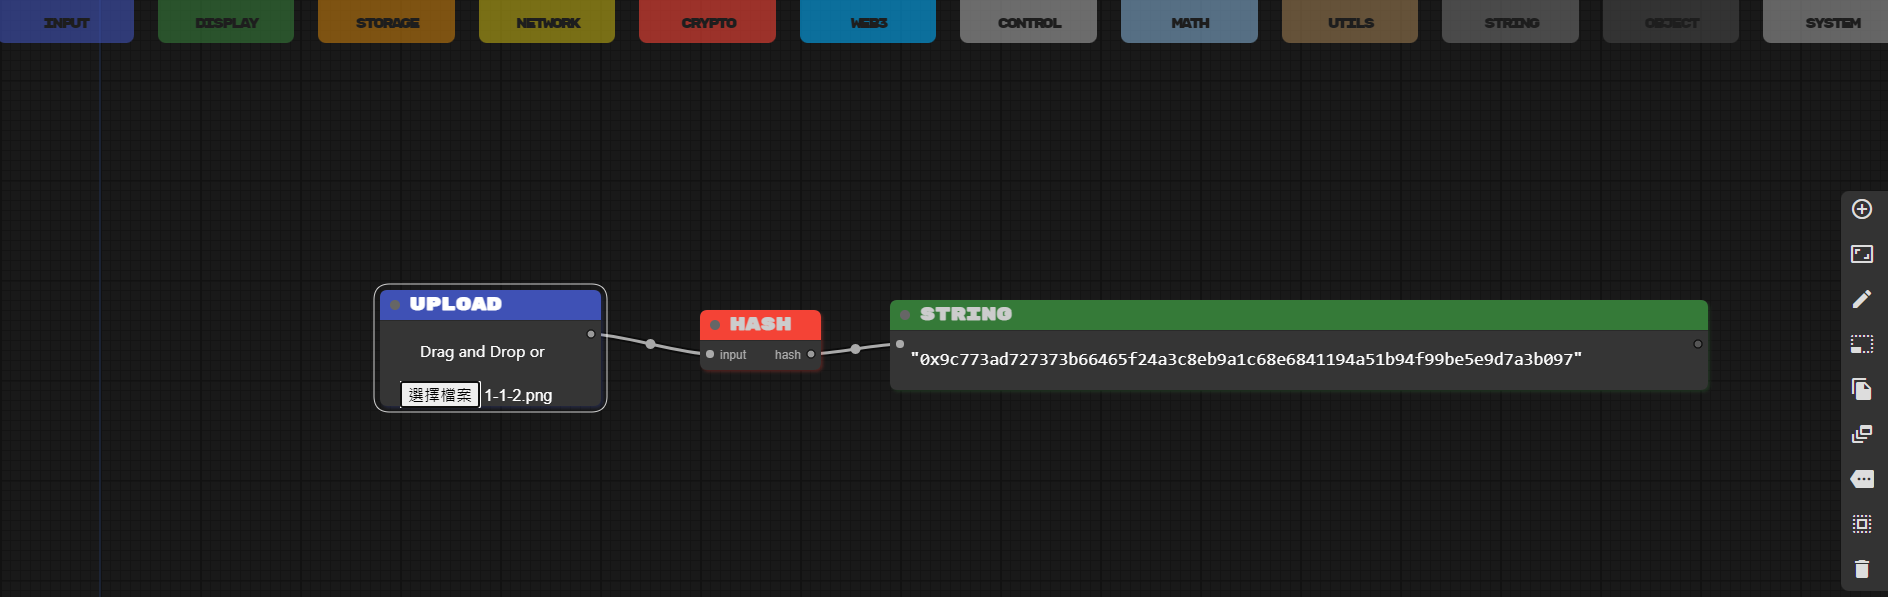 INPUT
DISPLAY
STORAGE
NETWORK
CRYPTO
WEB3
CONTROL
MATH
UTILS
STRING
OBJECT
SYSTEM
UPLOAD
Drag and Drop or
選擇檔案 1-1-2.png
HASH
input hash
STRING
"0x9c773ad727373b66465f24a3c8eb9a1c68e6841194a51b94f99be5e9d7a3b097"